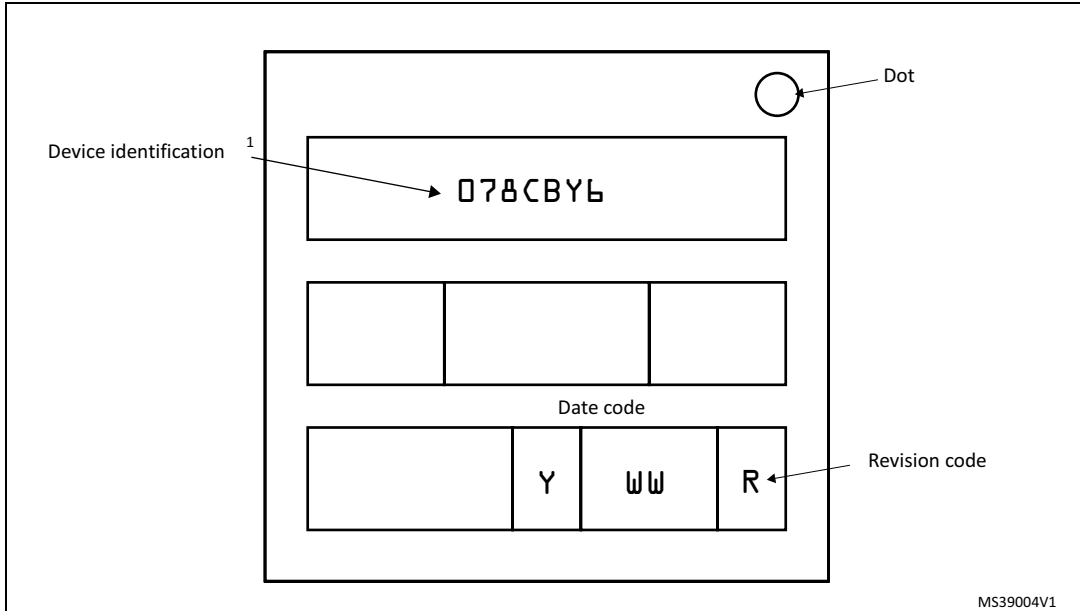 Dot
Device identification 1
078CBY6
Date code
Y WW R
Revision code
MS39004V1